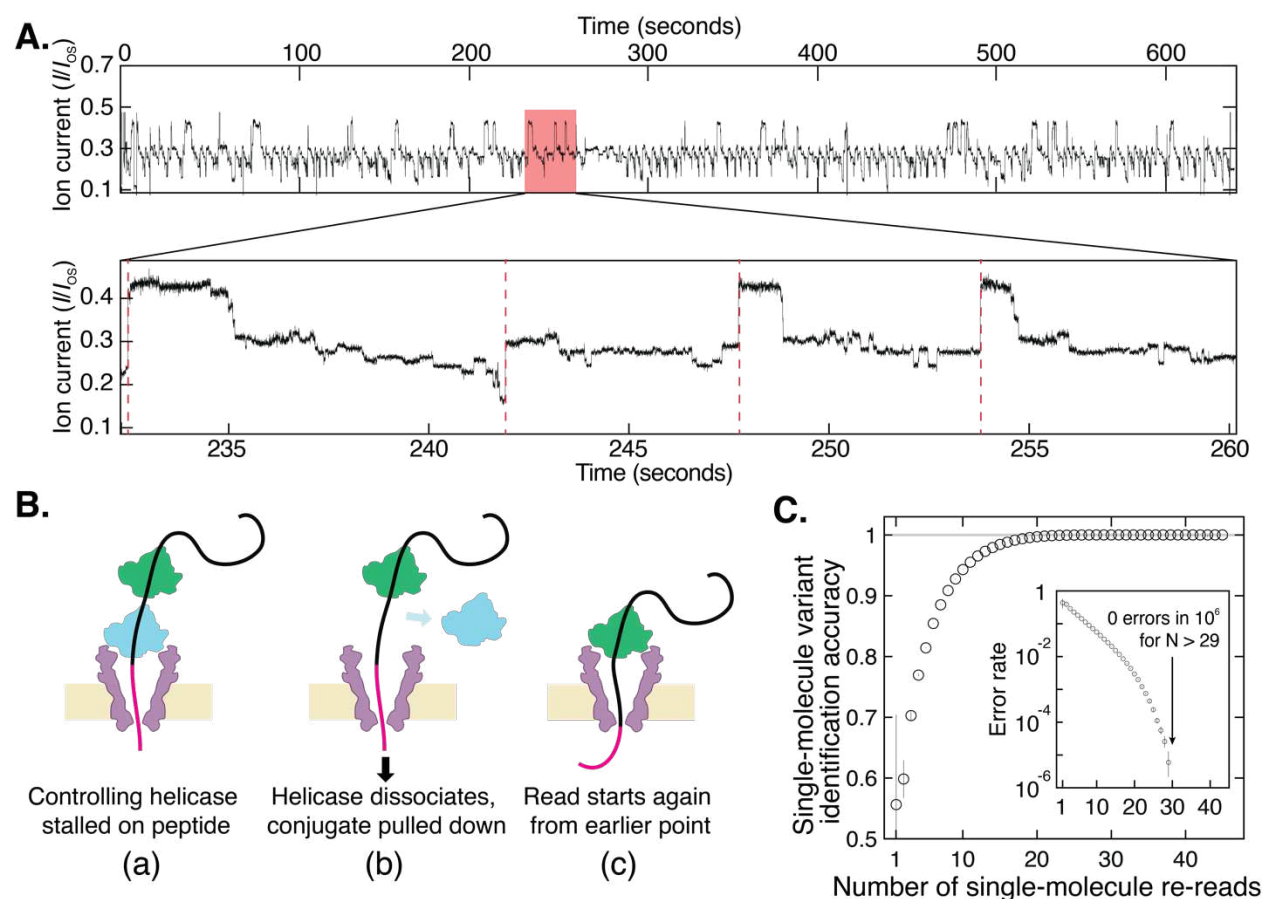 A.
Time (seconds)
0 100 200 300 400 500 600
Ion current (I/Ios)
0.7
0.5
0.3
0.1
Ion current (I/Ios)
0.4
0.3
0.2
0.1
235 240 245 250 255 260
Time (seconds)
B.
Controlling helicase
stalled on peptide
(a)
Helicase dissociates,
conjugate pulled down
(b)
Read starts again
from earlier point
(c)
C.
Single-molecule variant
identification accuracy
1
0.9
0.8
0.7
0.6
0.5
1 10 20 30 40
Number of single-molecule re-reads
Error rate
1
10-2
10-4
10-6
0 errors in 10⁶
for N > 29
1 10 20 30 40